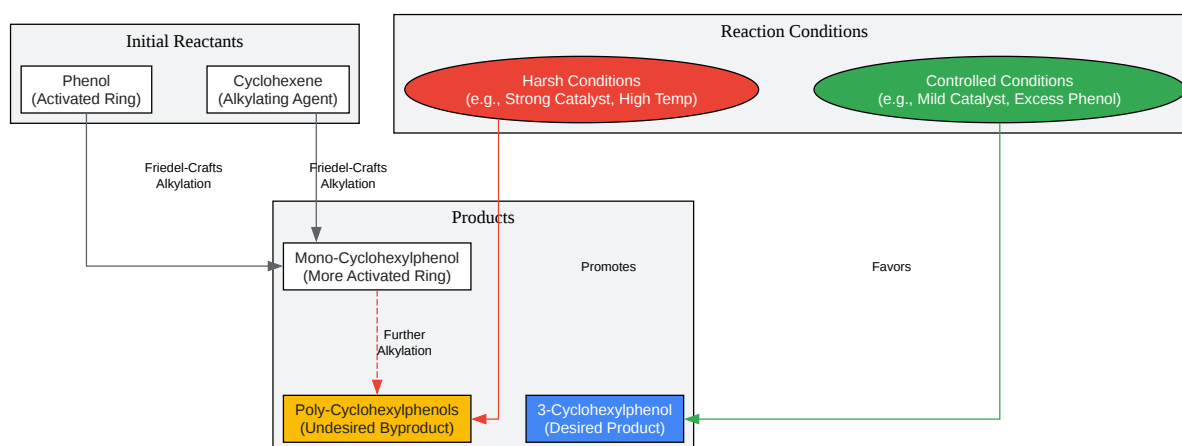 Initial Reactants
Phenol
(Activated Ring)
Cyclohexene
(Alkylating Agent)
Reaction Conditions
Harsh Conditions
(e.g., Strong Catalyst, High Temp)
Controlled Conditions
(e.g., Mild Catalyst, Excess Phenol)
Friedel-Crafts
Alkylation
Friedel-Crafts
Alkylation
Products
Mono-Cyclohexylphenol
(More Activated Ring)
Promotes
Favors
Further
Alkylation
Poly-Cyclohexylphenols
(Undesired Byproduct)
3-Cyclohexylphenol
(Desired Product)